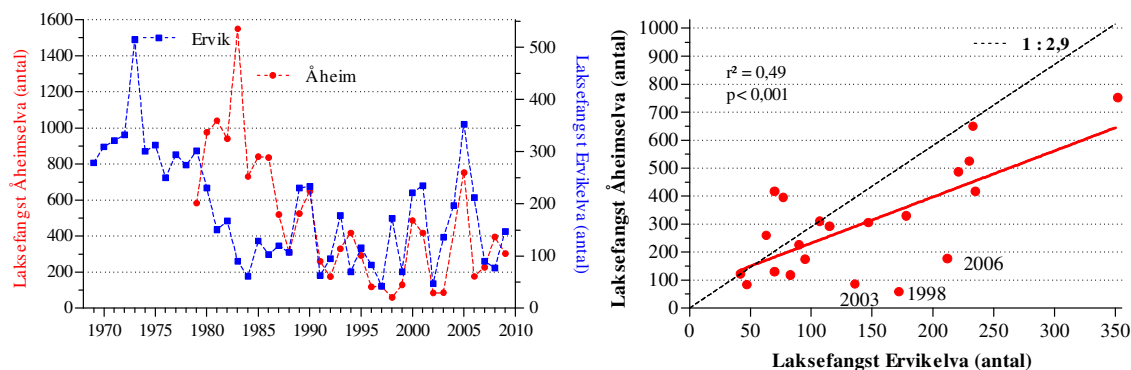 Laksefangst Åheimselva (antal)
1600
1400
1200
1000
800
600
400
200
0
Ervik
Åheim
500
400
300
200
100
0
Laksefangst Ervikelva (antal)
1970 1975 1980 1985 1990 1995 2000 2005 2010
Laksefangst Åheimselva (antal)
1000
900
800
700
600
500
400
300
200
100
0
1 : 2,9
r² = 0,49
p< 0,001
2006
2003
1998
0 50 100 150 200 250 300 350
Laksefangst Ervikelva (antal)